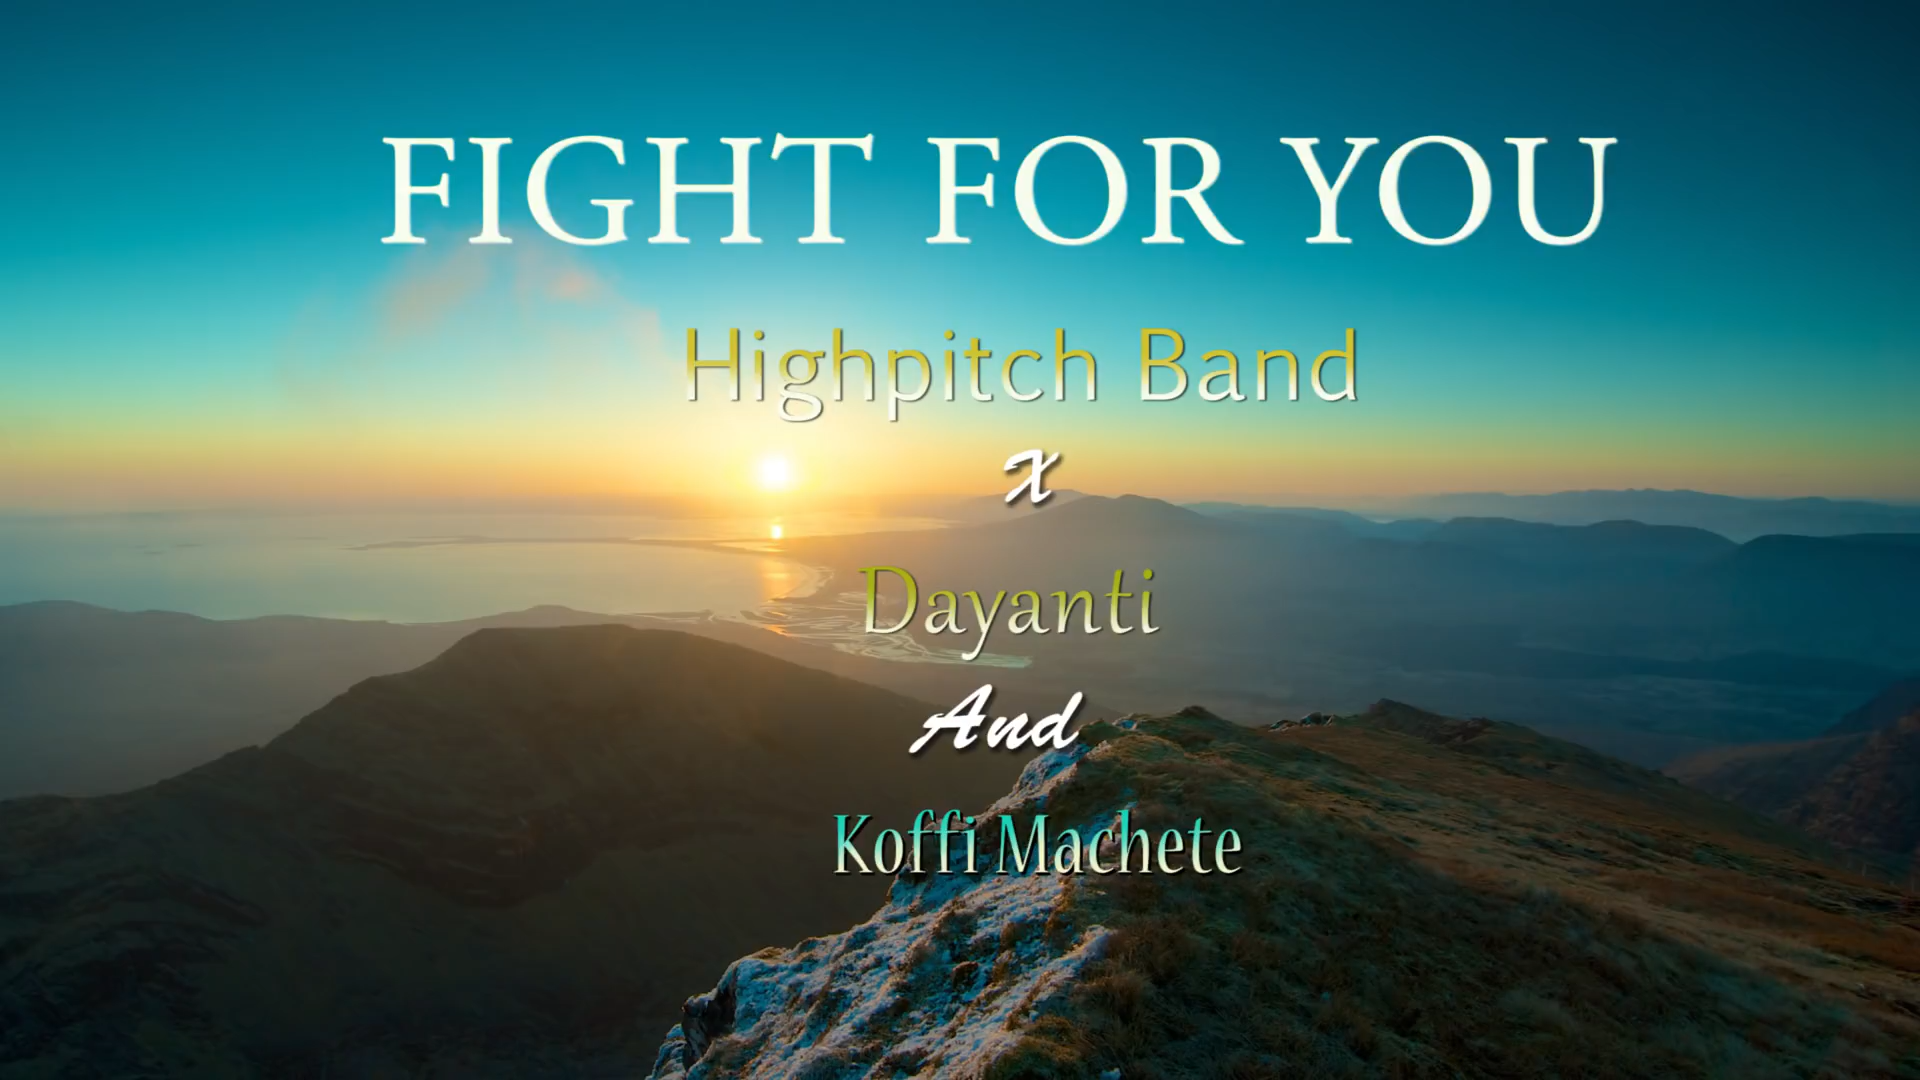 FIGHT FOR YOU
Highpitch Band
X
Dayanti
And
Koffi Machete